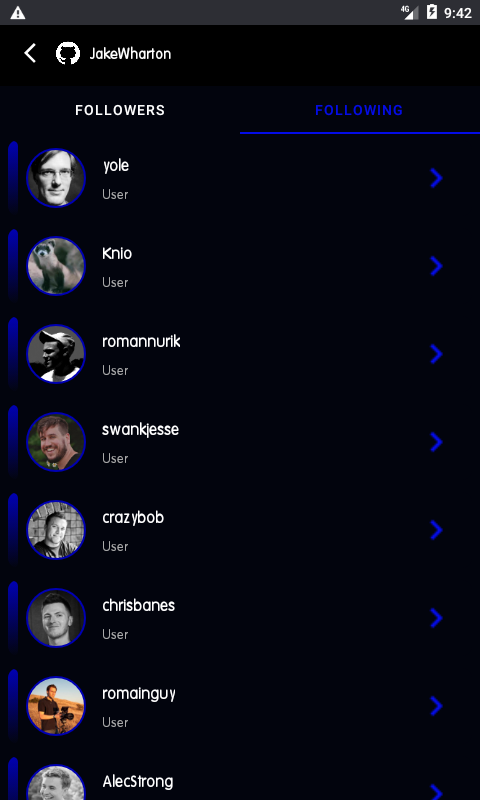 4G 9:42
JakeWharton
FOLLOWERS FOLLOWING
yole
User
Knio
User
romannurik
User
swankjesse
User
crazybob
User
chrisbanes
User
romainguy
User
AlecStrong